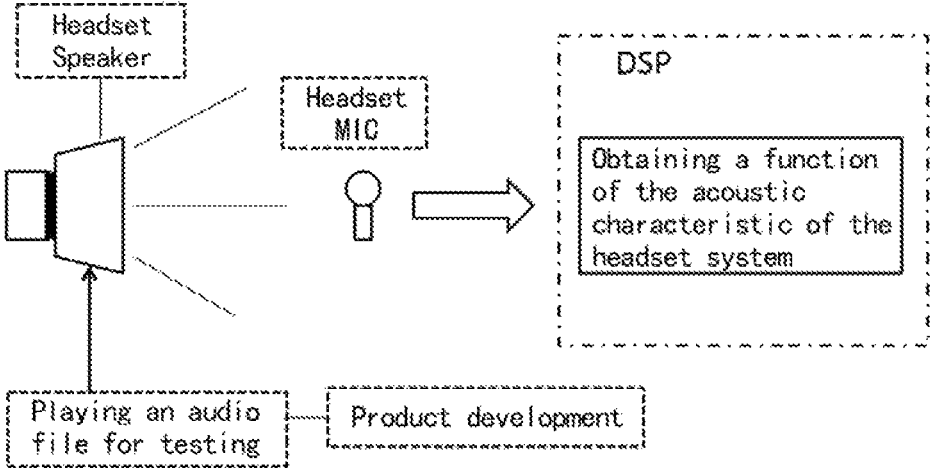 Headset
Speaker
Headset
MIC
DSP
Obtaining a function
of the acoustic
characteristic of the
headset system
Playing an audio
file for testing
Product development